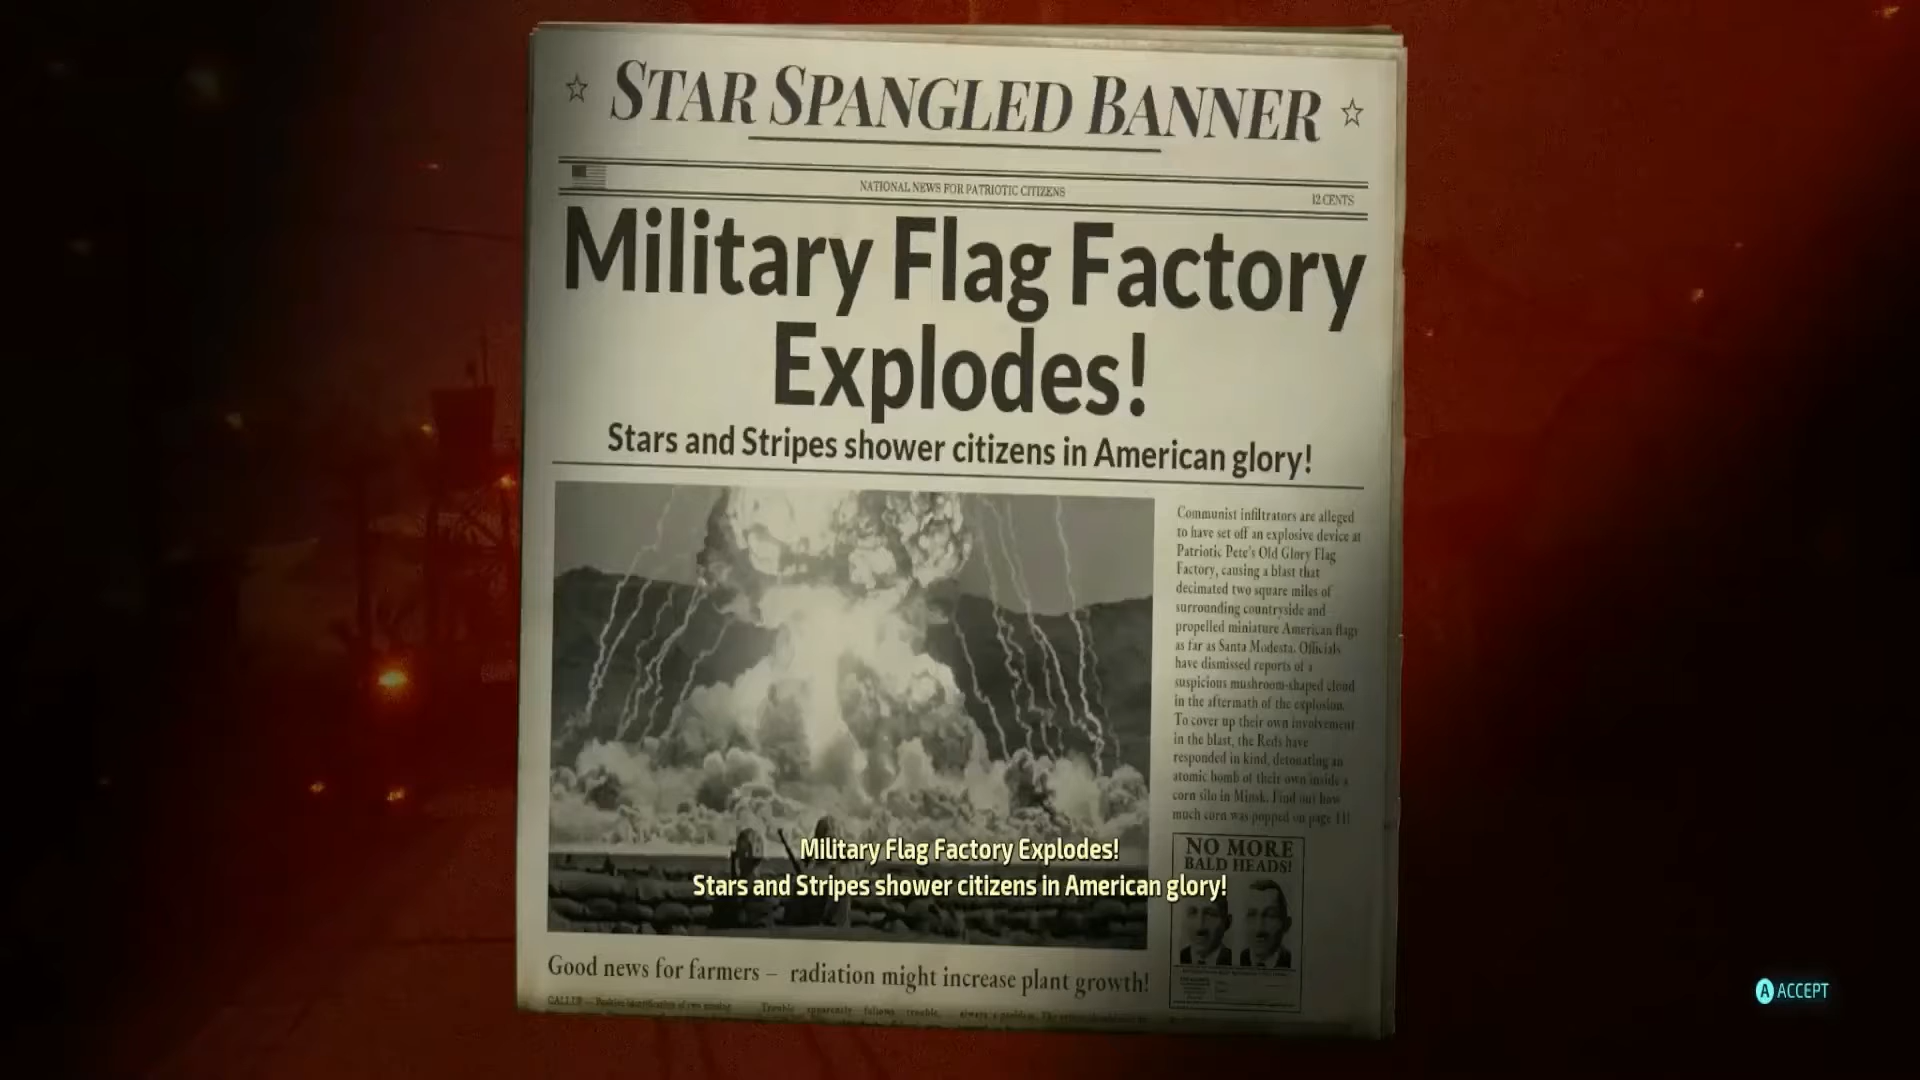 STAR SPANGLED BANNER
NATIONAL NEWS FOR PATRIOTIC CITIZENS
12 CENTS
Military Flag Factory
Explodes!
Stars and Stripes shower citizens in American glory!
Communist infiltrators are alleged
to have set off an explosive device at
Patriotic Pete's Old Glory Flag
Factory, causing a blast that
decimated two square miles of
surrounding countryside and
propelled miniature American flags
as far as Santa Modesta. Officials
have dismissed reports of a
suspicious mushroom-shaped cloud
in the aftermath of the explosion.
To cover up their own involvement
in the blast, the Reds have
responded in kind, detonating an
atomic bomb of their own inside a
corn silo in Minsk. Find out how
much corn was popped on page 11!
Military Flag Factory Explodes!
Stars and Stripes shower citizens in American glory!
NO MORE
BALD HEADS!
Good news for farmers – radiation might increase plant growth!
Trouble apparently follows trouble,
A ACCEPT